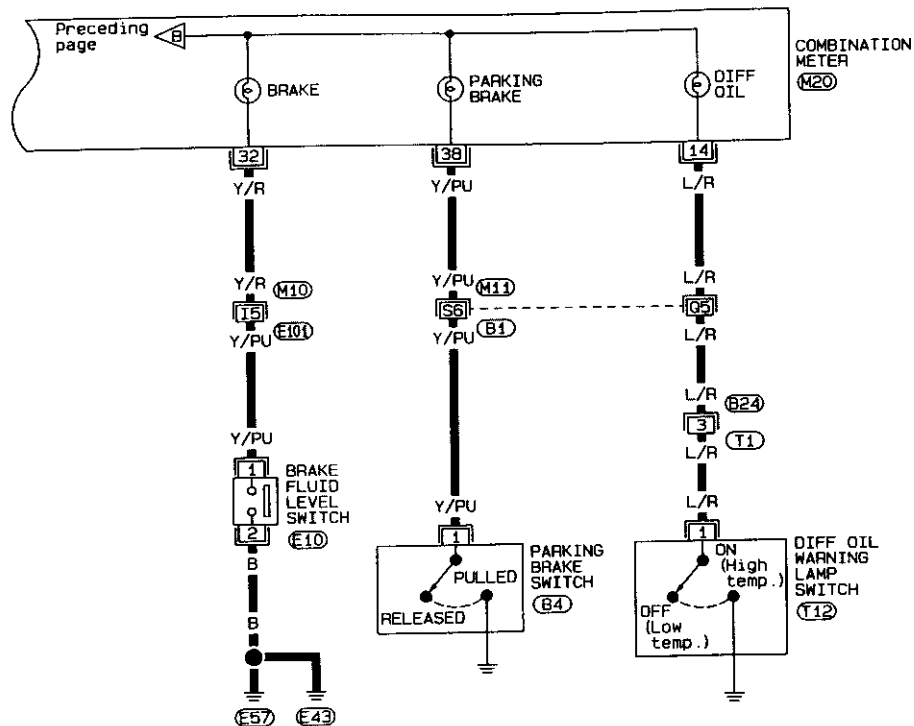 Preceding
page
B
BRAKE
PARKING
BRAKE
DIFF
OIL
COMBINATION
METER
M20
32
38
14
Y/R
Y/PU
L/R
Y/R
M10
Y/PU
M11
L/R
I5
S6
Q5
E101
B1
Y/PU
Y/PU
L/R
L/R
B24
3
T1
L/R
Y/PU
Y/PU
L/R
1
BRAKE
FLUID
LEVEL
SWITCH
2
E10
1
PULLED
RELEASED
PARKING
BRAKE
SWITCH
B4
1
ON
(High
temp.)
OFF
(Low
temp.)
DIFF OIL
WARNING
LAMP
SWITCH
T12
B
B
E57
E43